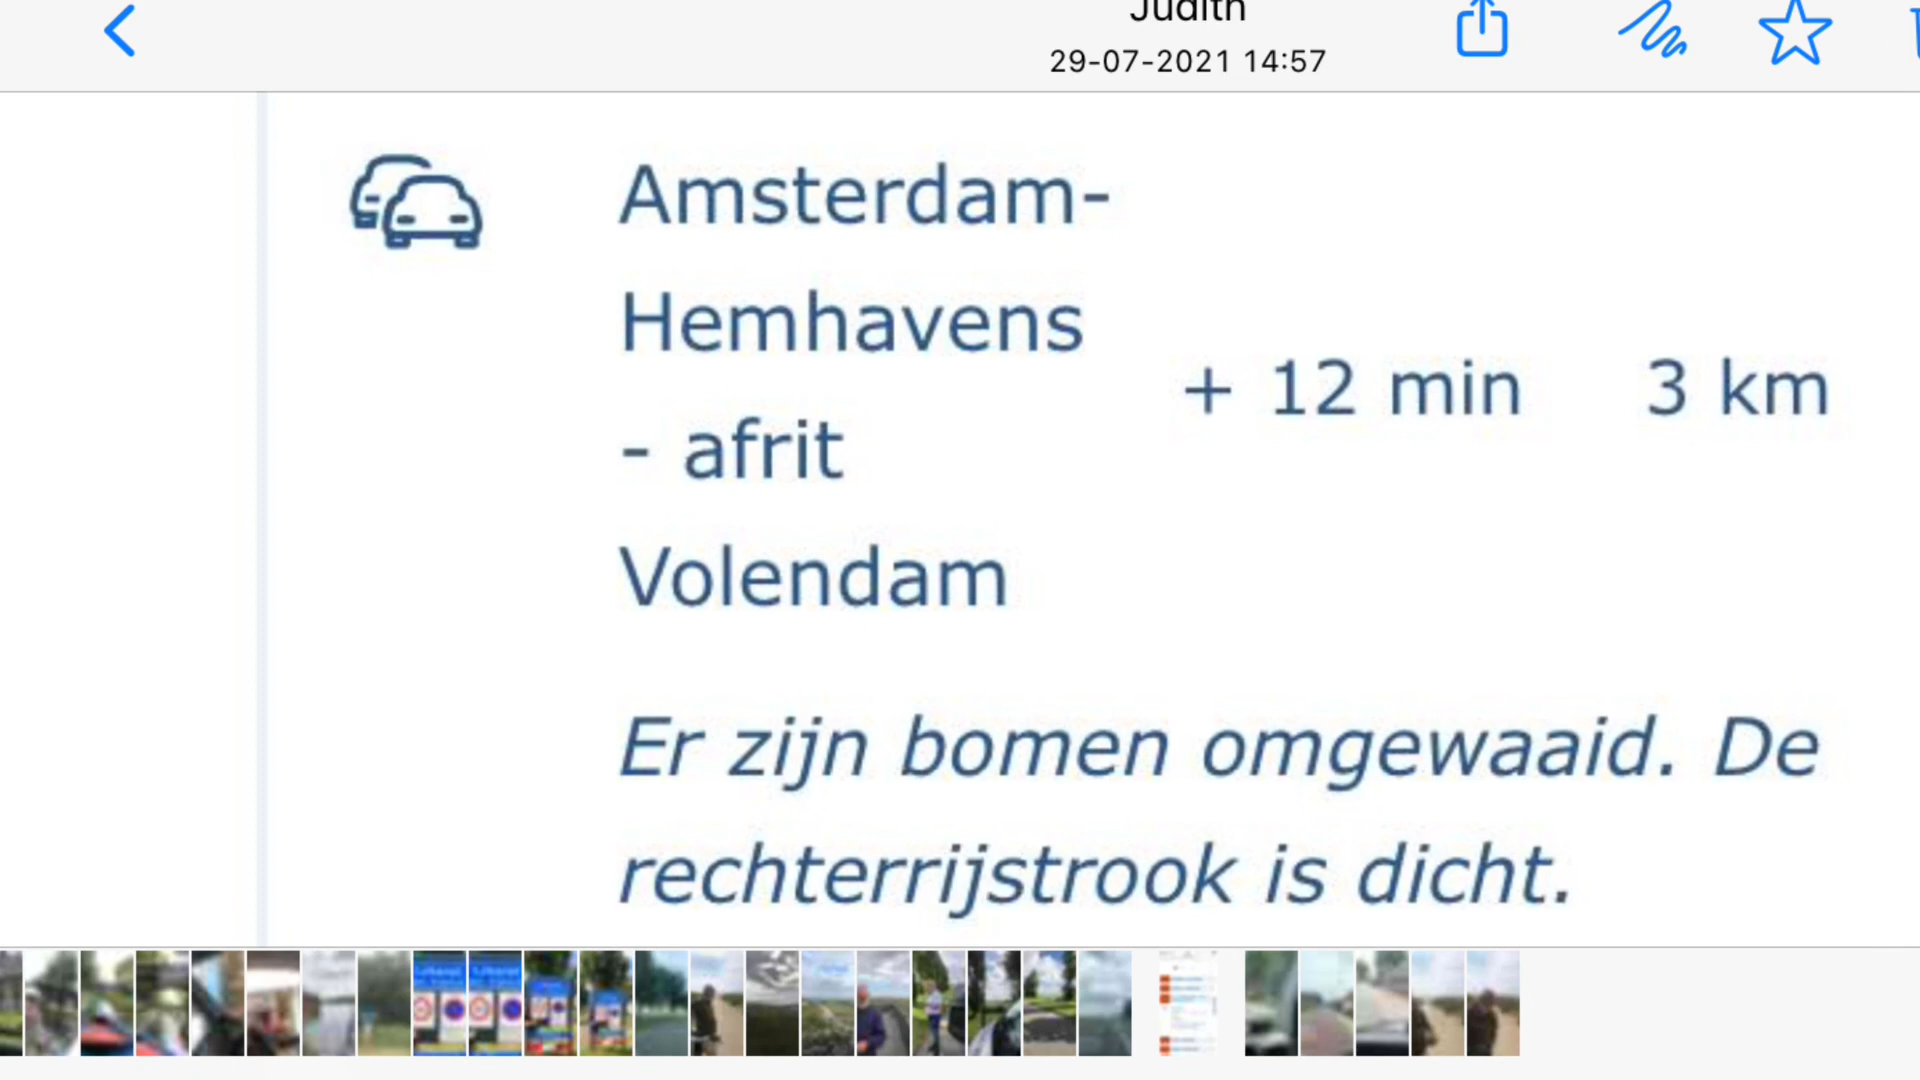 Judith
29-07-2021 14:57
Amsterdam-
Hemhavens
- afrit
Volendam
+ 12 min
3 km
Er zijn bomen omgewaaid. De
rechterrijstrook is dicht.